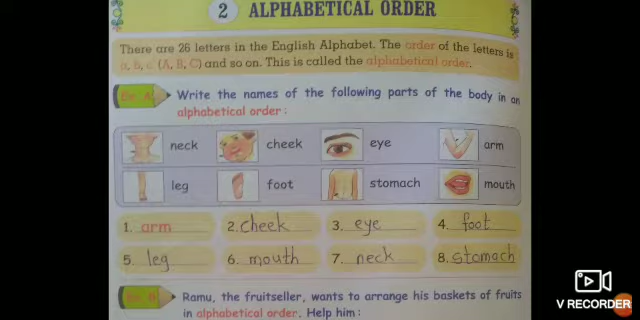 2 ALPHABETICAL ORDER
There are 26 letters in the English Alphabet. The order of the letters is
a, b, c (A, B, C) and so on. This is called the alphabetical order.
Ex. A Write the names of the following parts of the body in an
alphabetical order :
neck cheek eye arm
leg foot stomach mouth
1. arm 2. cheek 3. eye 4. foot
5. leg 6. mouth 7. neck 8. stomach
Ex. B Ramu, the fruitseller, wants to arrange his baskets of fruits
in alphabetical order. Help him :
V RECORDER